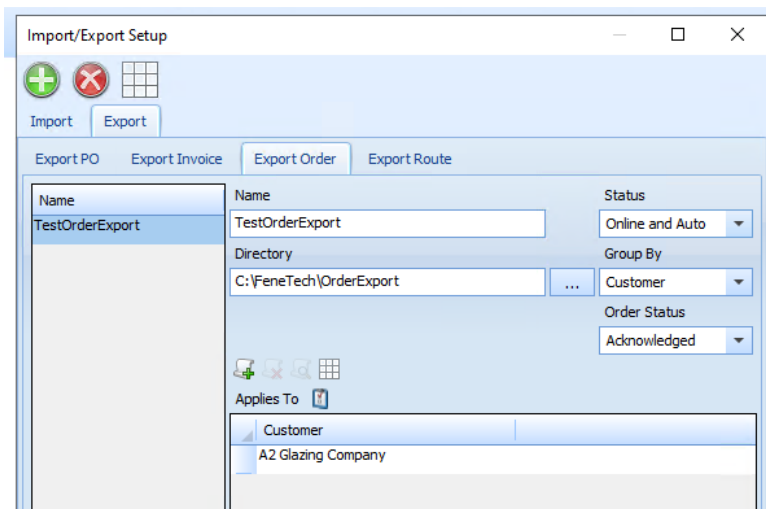 Import/Export Setup
Import Export
Export PO Export Invoice Export Order Export Route
Name
TestOrderExport
Name
TestOrderExport
Status
Online and Auto
Directory
C:\FeneTech\OrderExport
...
Group By
Customer
Order Status
Acknowledged
Applies To
Customer
A2 Glazing Company